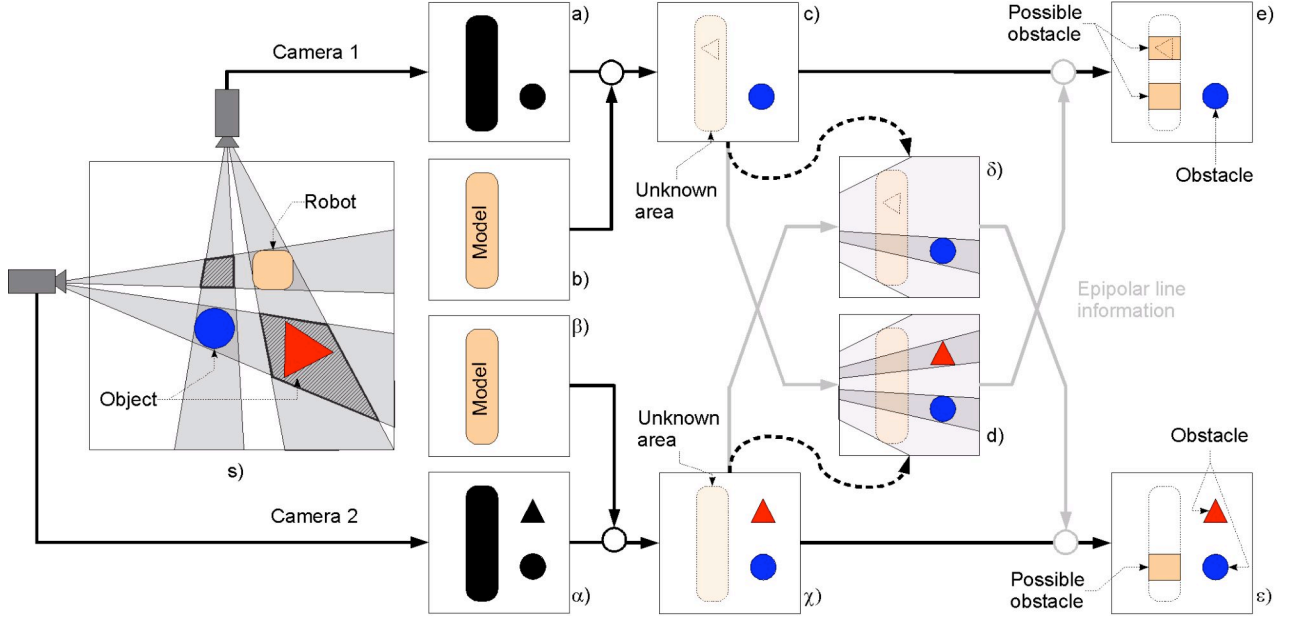 Camera 1
a)
c)
Possible
obstacle
e)
Robot
Model
b)
Unknown
area
δ)
Obstacle
Epipolar line
information
Object
s)
Model
β)
Unknown
area
d)
Obstacle
Camera 2
α)
χ)
Possible
obstacle
ε)